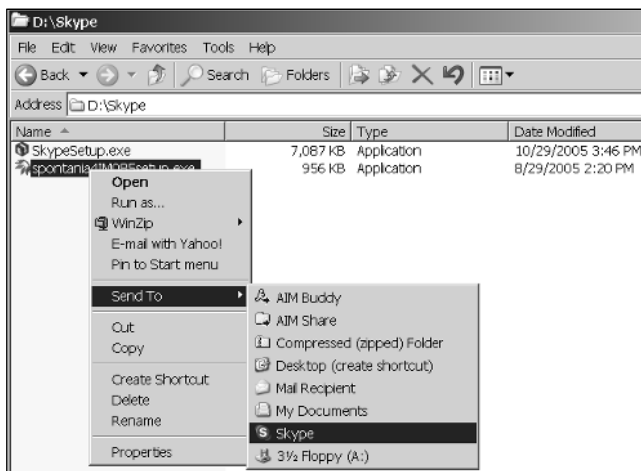 D:\Skype
File Edit View Favorites Tools Help
Back Search Folders
Address D:\Skype
Name Size Type Date Modified
SkypeSetup.exe 7,087 KB Application 10/29/2005 3:46 PM
spontania4IM085setup.exe 956 KB Application 8/29/2005 2:20 PM
Open
Run as...
WinZip
E-mail with Yahoo!
Pin to Start menu
Send To
Cut
Copy
Create Shortcut
Delete
Rename
Properties
AIM Buddy
AIM Share
Compressed (zipped) Folder
Desktop (create shortcut)
Mail Recipient
My Documents
Skype
3½ Floppy (A:)